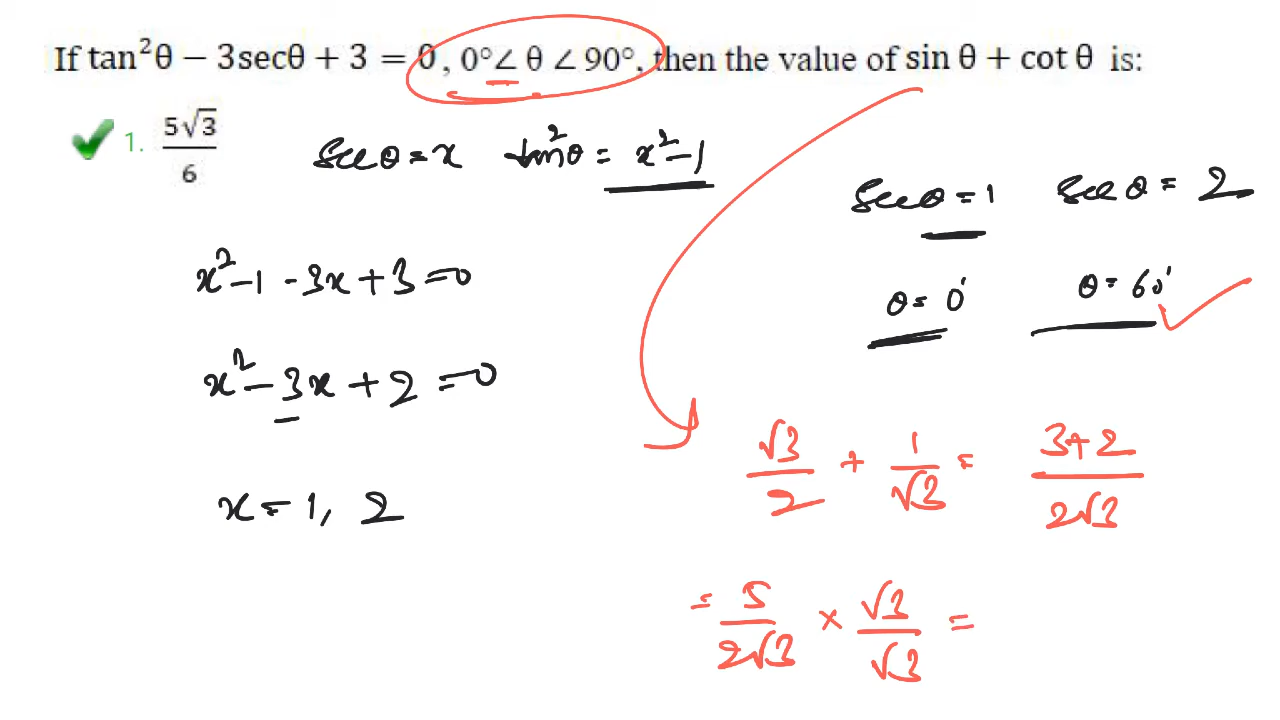 If tan²θ − 3secθ + 3 = 0, 0°∠ θ ∠ 90°, then the value of sin θ + cot θ is:
1. 5√3/6
secθ = x tan²θ = x²-1
secθ = 1 secθ = 2
x²-1-3x+3=0
θ = 0° θ = 60°
x²-3x+2=0
√3/2 + 1/√3 = 3+2/2√3
x = 1, 2
= 5/2√3 × √3/√3 =